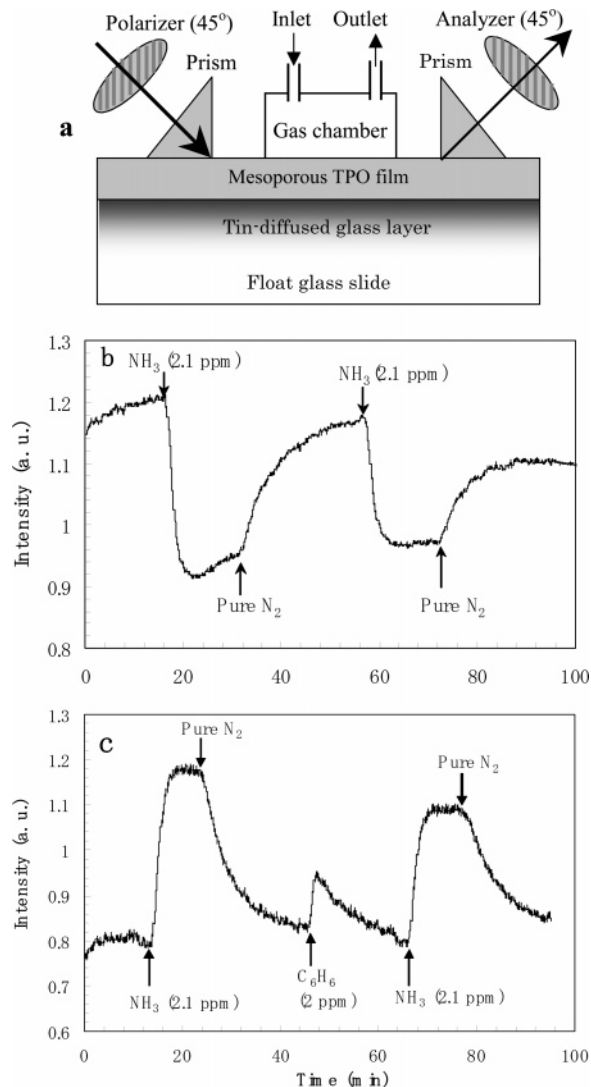 Polarizer (45°)
Inlet
Outlet
Analyzer (45°)
Prism
Prism
a
Gas chamber
Mesoporous TPO film
Tin-diffused glass layer
Float glass slide
1.3
b
NH₃ (2.1 ppm)
NH₃ (2.1 ppm)
1.2
Intensity (a. u.)
1.1
1
0.9
Pure N₂
Pure N₂
0.8
0
20
40
60
80
100
1.3
c
Pure N₂
Pure N₂
1.2
1.1
Intensity (a. u.)
1
0.9
0.8
0.7
NH₃ (2.1 ppm)
C₆H₆
(2 ppm)
NH₃ (2.1 ppm)
0.6
0
20
40
60
80
100
Time (min)